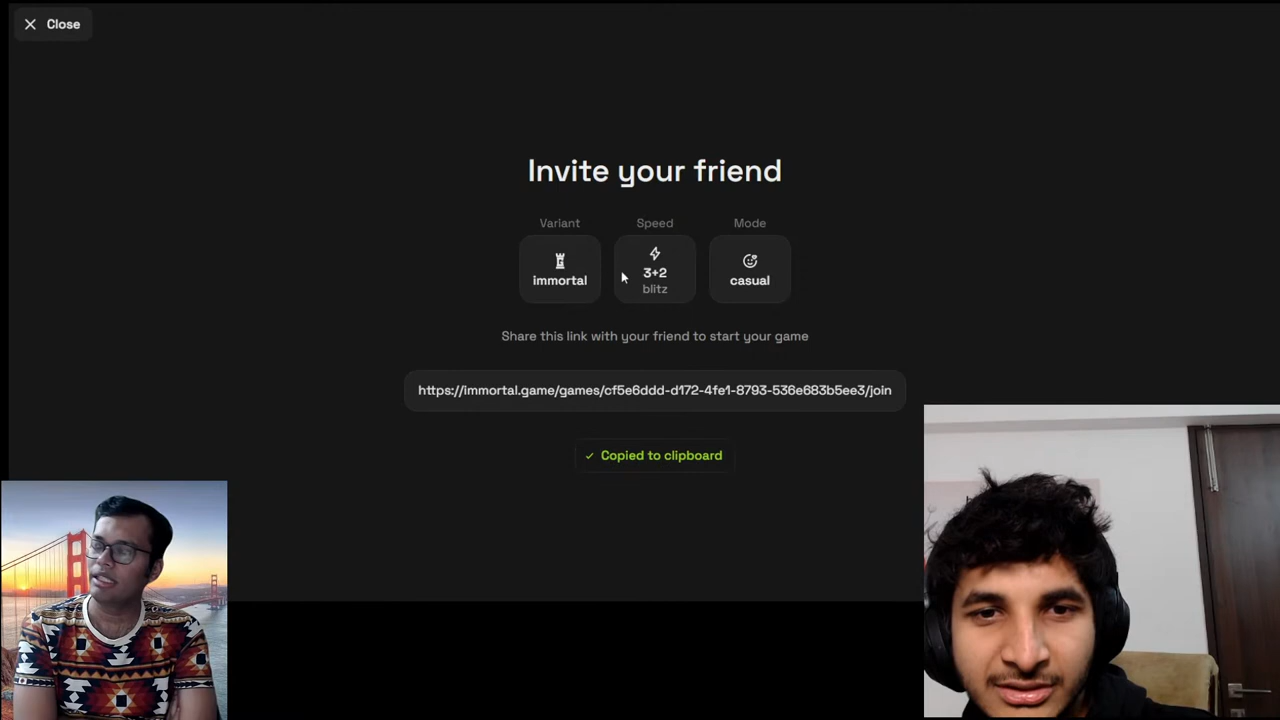 Close
Invite your friend
Variant Speed Mode
immortal
3+2
blitz
casual
Share this link with your friend to start your game
https://immortal.game/games/cf5e6ddd-d172-4fe1-8793-536e683b5ee3/join
Copied to clipboard